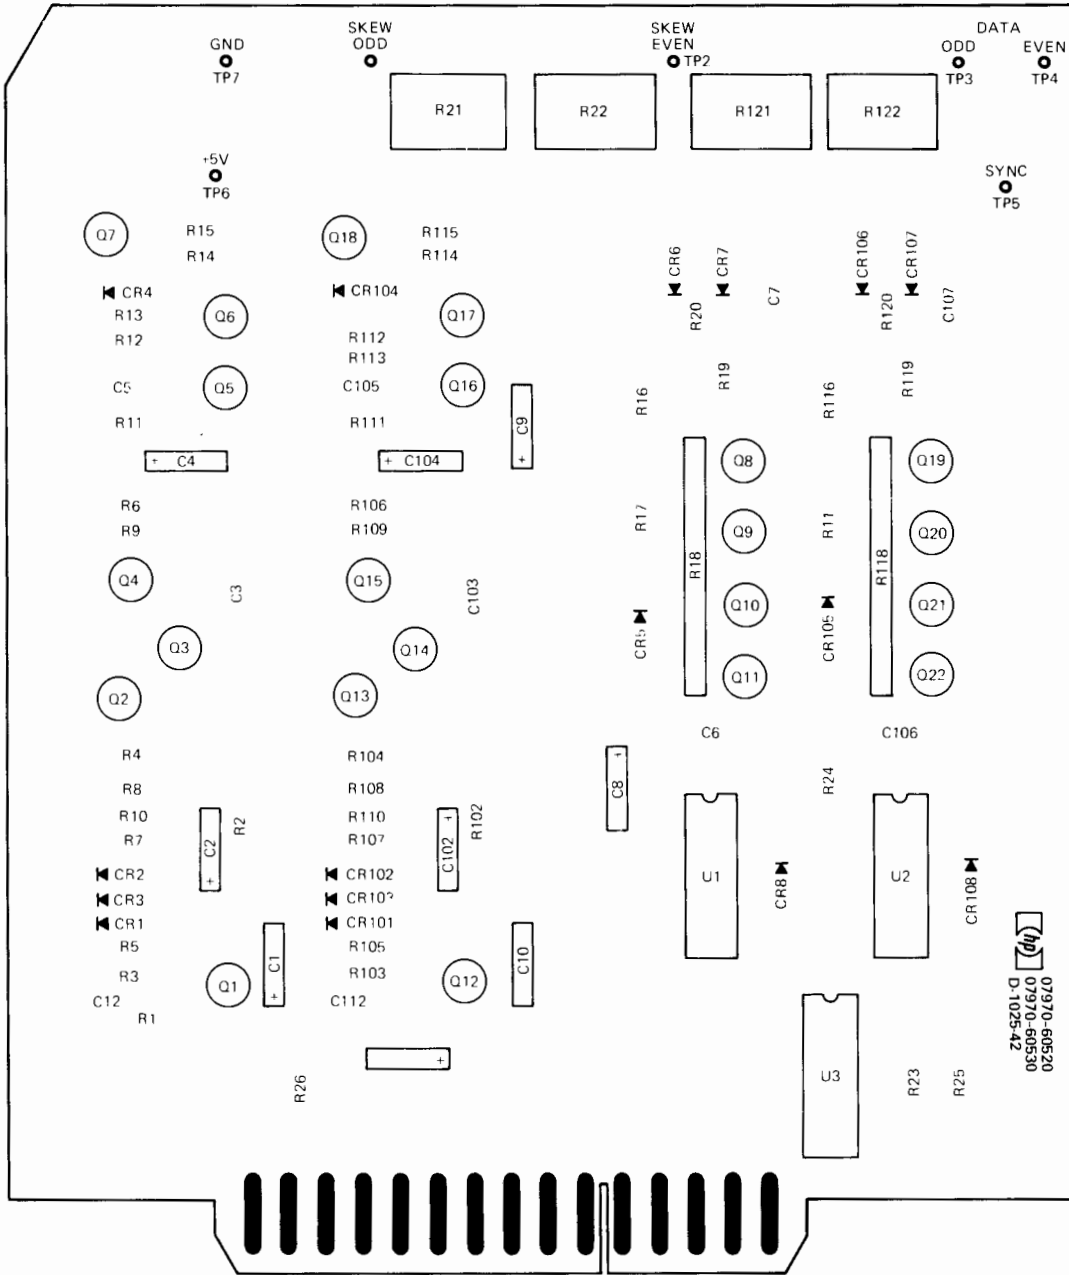 SKEW
ODD
SKEW
EVEN
TP2
DATA
ODD
TP3
EVEN
TP4
GND
TP7
R21
R22
R121
R122
+5V
TP6
SYNC
TP5
Q7
R15
R14
Q18
R115
R114
CR6
CR7
CR106
CR107
CR4
R13
R12
Q6
CR104
R112
R113
Q17
R20
C7
R120
C107
C5
Q5
C105
Q16
R19
R119
R16
R116
R11
R111
C9
+
+ C4
+ C104
Q8
Q19
R6
R9
R106
R109
R17
Q9
R11
Q20
R18
R118
Q4
C3
Q15
C103
Q10
Q21
CR5
CR105
Q3
Q14
Q2
Q13
Q11
Q22
C6
C106
R4
R104
R8
R108
C8
+
R24
R10
R7
R2
C2
+
R110
R107
C102
+
R102
CR2
CR3
CR1
CR102
CR101
U1
CR8
U2
CR108
R5
R3
C12
R1
Q1
C1
+
R105
R103
C112
Q12
C10
hp
07970-60520
07970-60530
D-1025-42
+
R26
U3
R23
R25